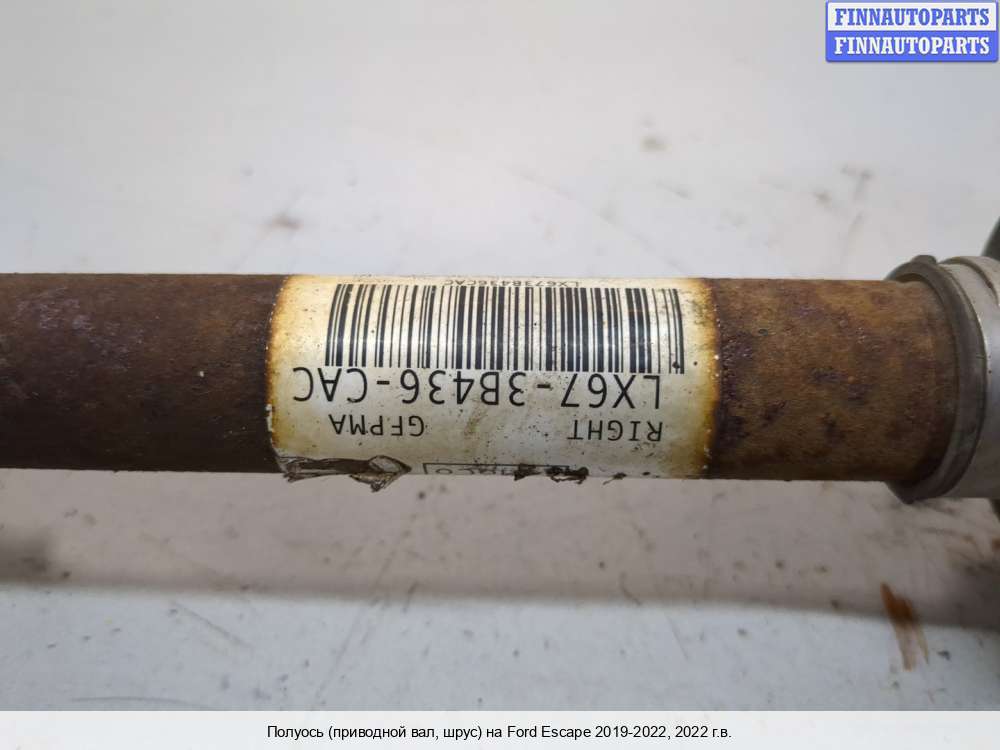 FINNAUTOPARTS
FINNAUTOPARTS
RIGHT GFPMA
LX67-3B436-CAC
LX673B436CAC
Полуось (приводной вал, шрус) на Ford Escape 2019-2022, 2022 г.в.